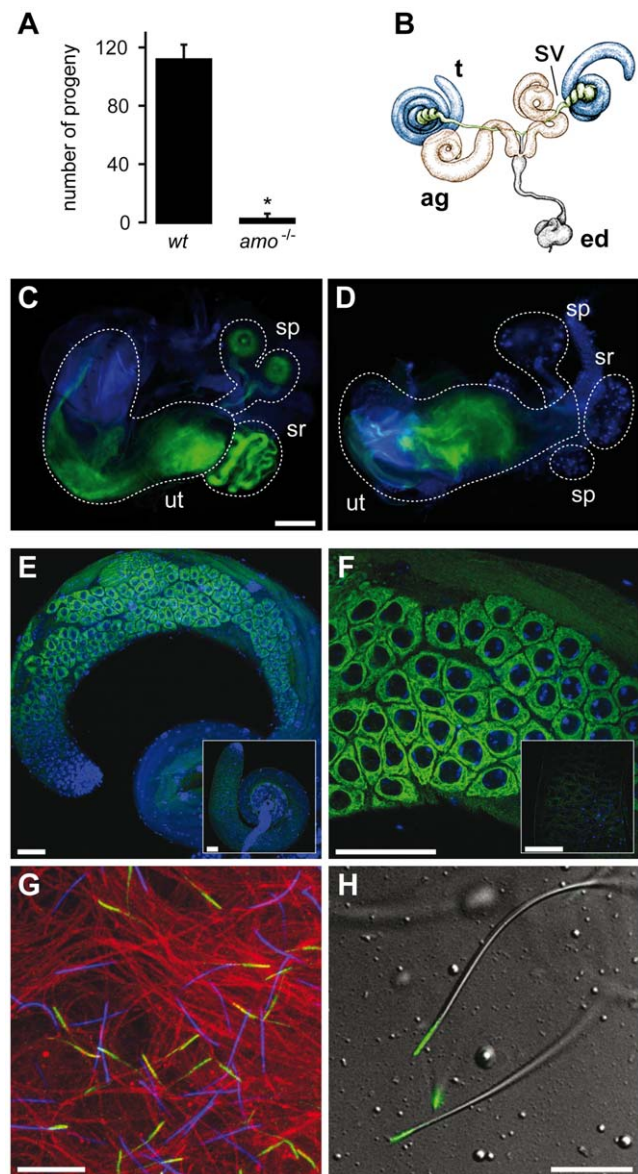 A
number of progeny
120
80
40
0
wt
amo -/-
*
B
t
sv
ag
ed
C
sp
sr
ut
D
sp
sr
ut
sp
E
F
G
H